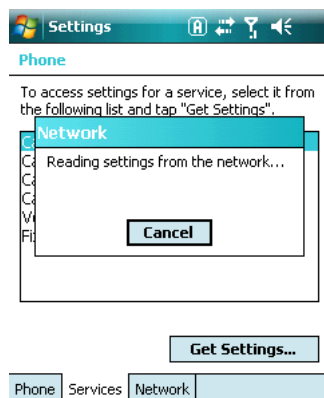 Settings
Phone
To access settings for a service, select it from
the following list and tap "Get Settings".
Network
Reading settings from the network...
Cancel
Get Settings...
Phone Services Network